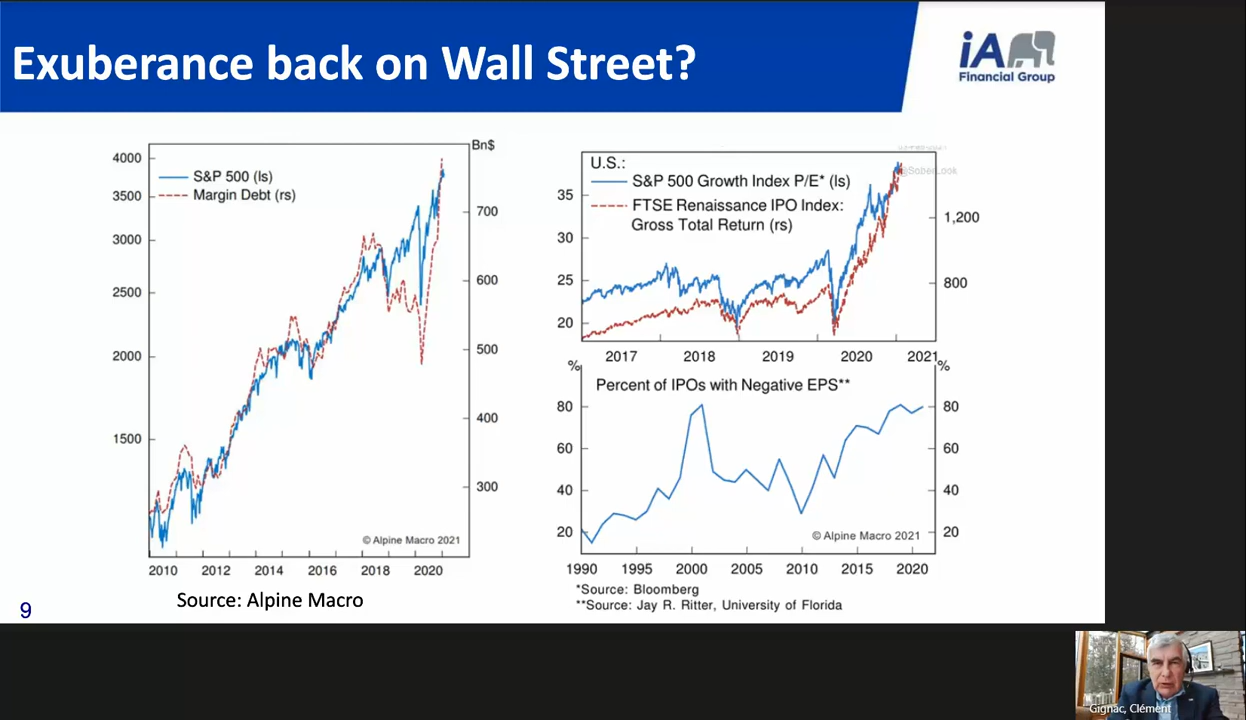 Exuberance back on Wall Street?
iA
Financial Group
Bn$
4000
3500
3000
2500
2000
1500
S&P 500 (ls)
Margin Debt (rs)
700
600
500
400
300
© Alpine Macro 2021
2010 2012 2014 2016 2018 2020
Source: Alpine Macro
U.S.:
S&P 500 Growth Index P/E* (ls)
FTSE Renaissance IPO Index:
Gross Total Return (rs)
@SoberLook
35
30
25
20
1,200
800
2017 2018 2019 2020 2021
% %
Percent of IPOs with Negative EPS**
80 80
60 60
40 40
20 20
© Alpine Macro 2021
1990 1995 2000 2005 2010 2015 2020
*Source: Bloomberg
**Source: Jay R. Ritter, University of Florida
9
Gignac, Clément